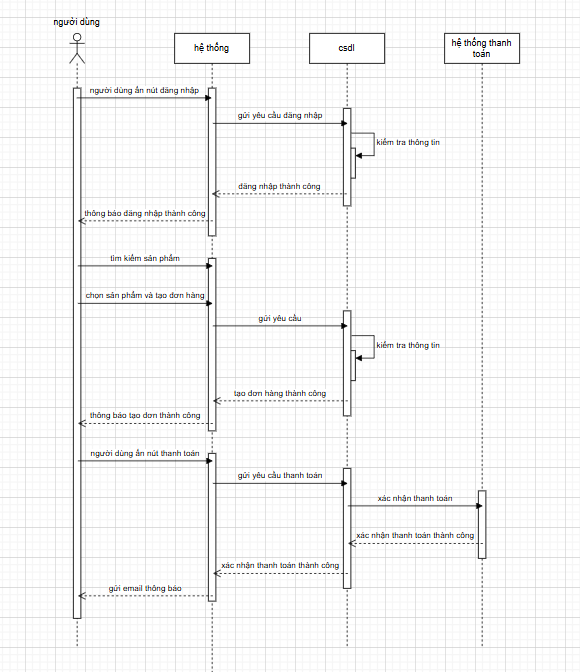 người dùng
hệ thống
csdl
hệ thống thanh
toán
người dùng ấn nút đăng nhập
gửi yêu cầu đăng nhập
kiểm tra thông tin
đăng nhập thành công
thông báo đăng nhập thành công
tìm kiếm sản phẩm
chọn sản phẩm và tạo đơn hàng
gửi yêu cầu
kiểm tra thông tin
tạo đơn hàng thành công
thông báo tạo đơn thành công
người dùng ấn nút thanh toán
gửi yêu cầu thanh toán
xác nhận thanh toán
xác nhận thanh toán thành công
xác nhận thanh toán thành công
gửi email thông báo